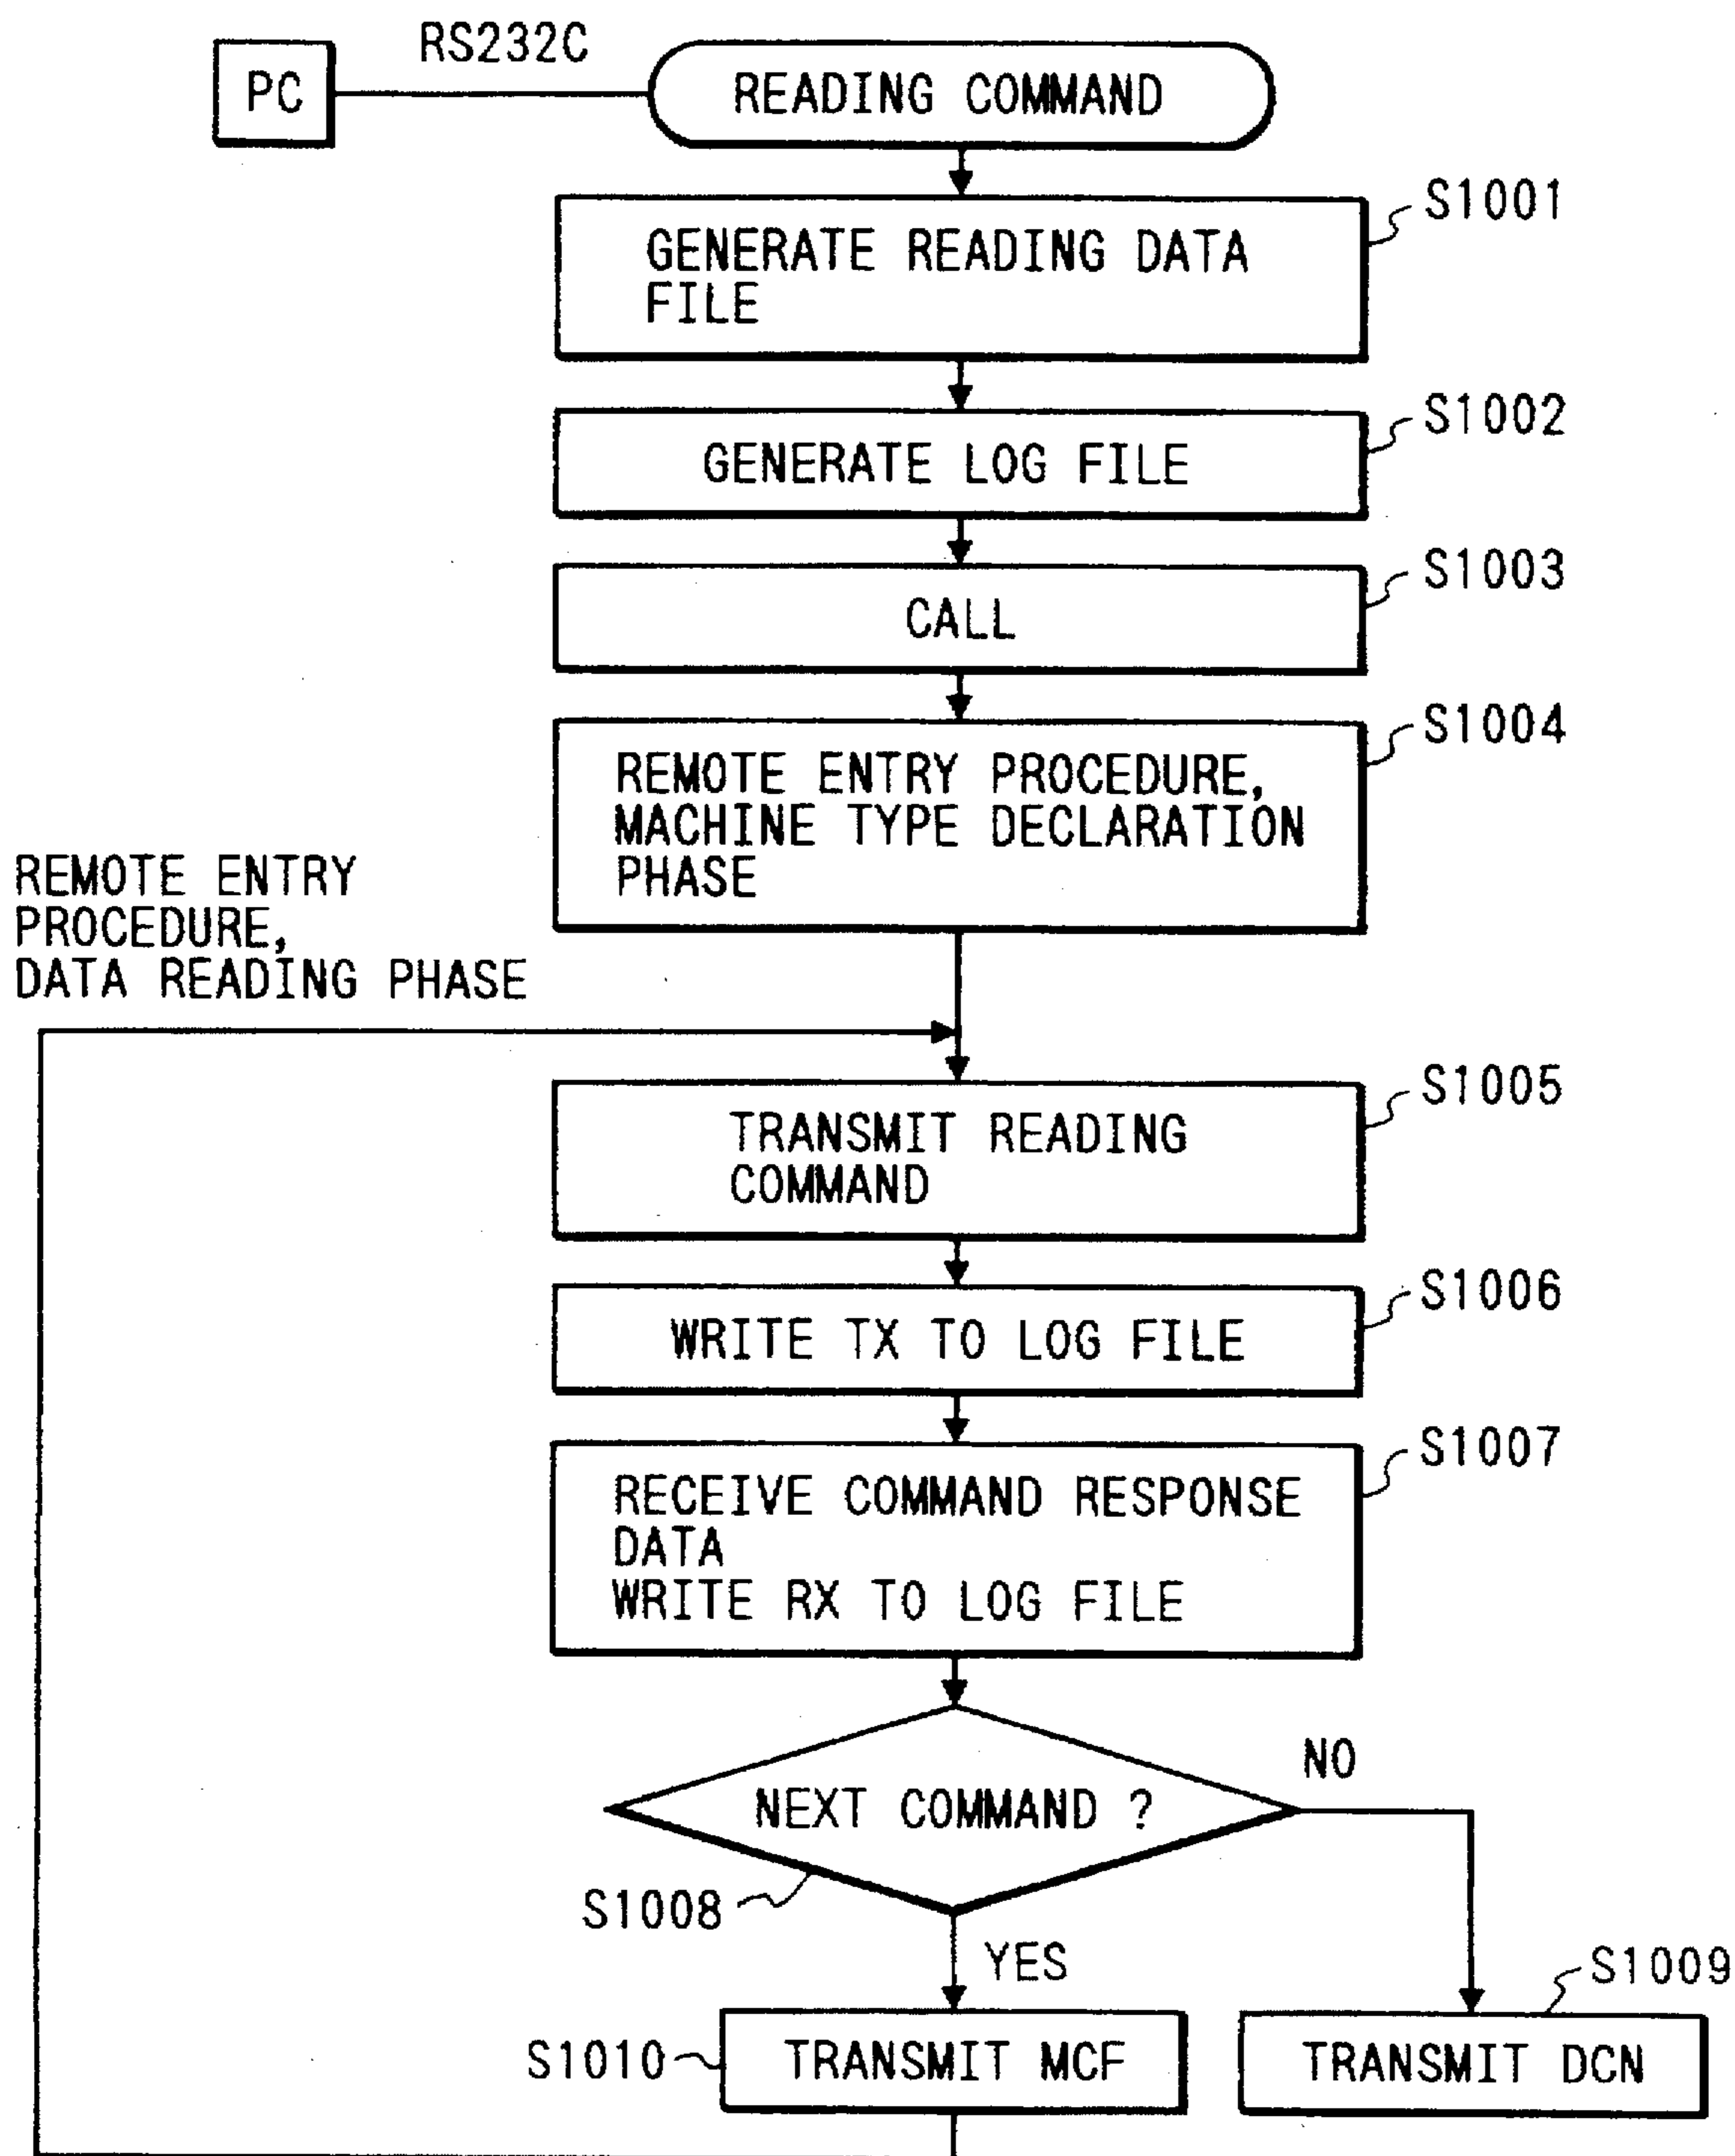 RS232C
PC
READING COMMAND
S1001
GENERATE READING DATA
FILE
S1002
GENERATE LOG FILE
S1003
CALL
S1004
REMOTE ENTRY PROCEDURE,
MACHINE TYPE DECLARATION
PHASE
REMOTE ENTRY
PROCEDURE,
DATA READING PHASE
S1005
TRANSMIT READING
COMMAND
S1006
WRITE TX TO LOG FILE
S1007
RECEIVE COMMAND RESPONSE
DATA
WRITE RX TO LOG FILE
NO
NEXT COMMAND ?
S1008
YES
S1009
S1010
TRANSMIT MCF
TRANSMIT DCN